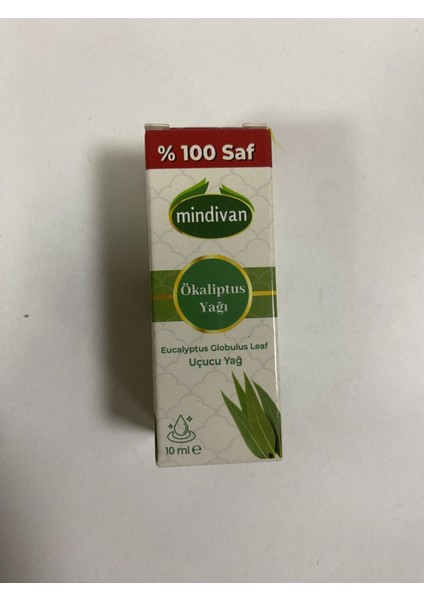 % 100 Saf
mindivan
Ökaliptus
Yağı
Eucalyptus Globulus Leaf
Uçucu Yağ
10 ml ℮